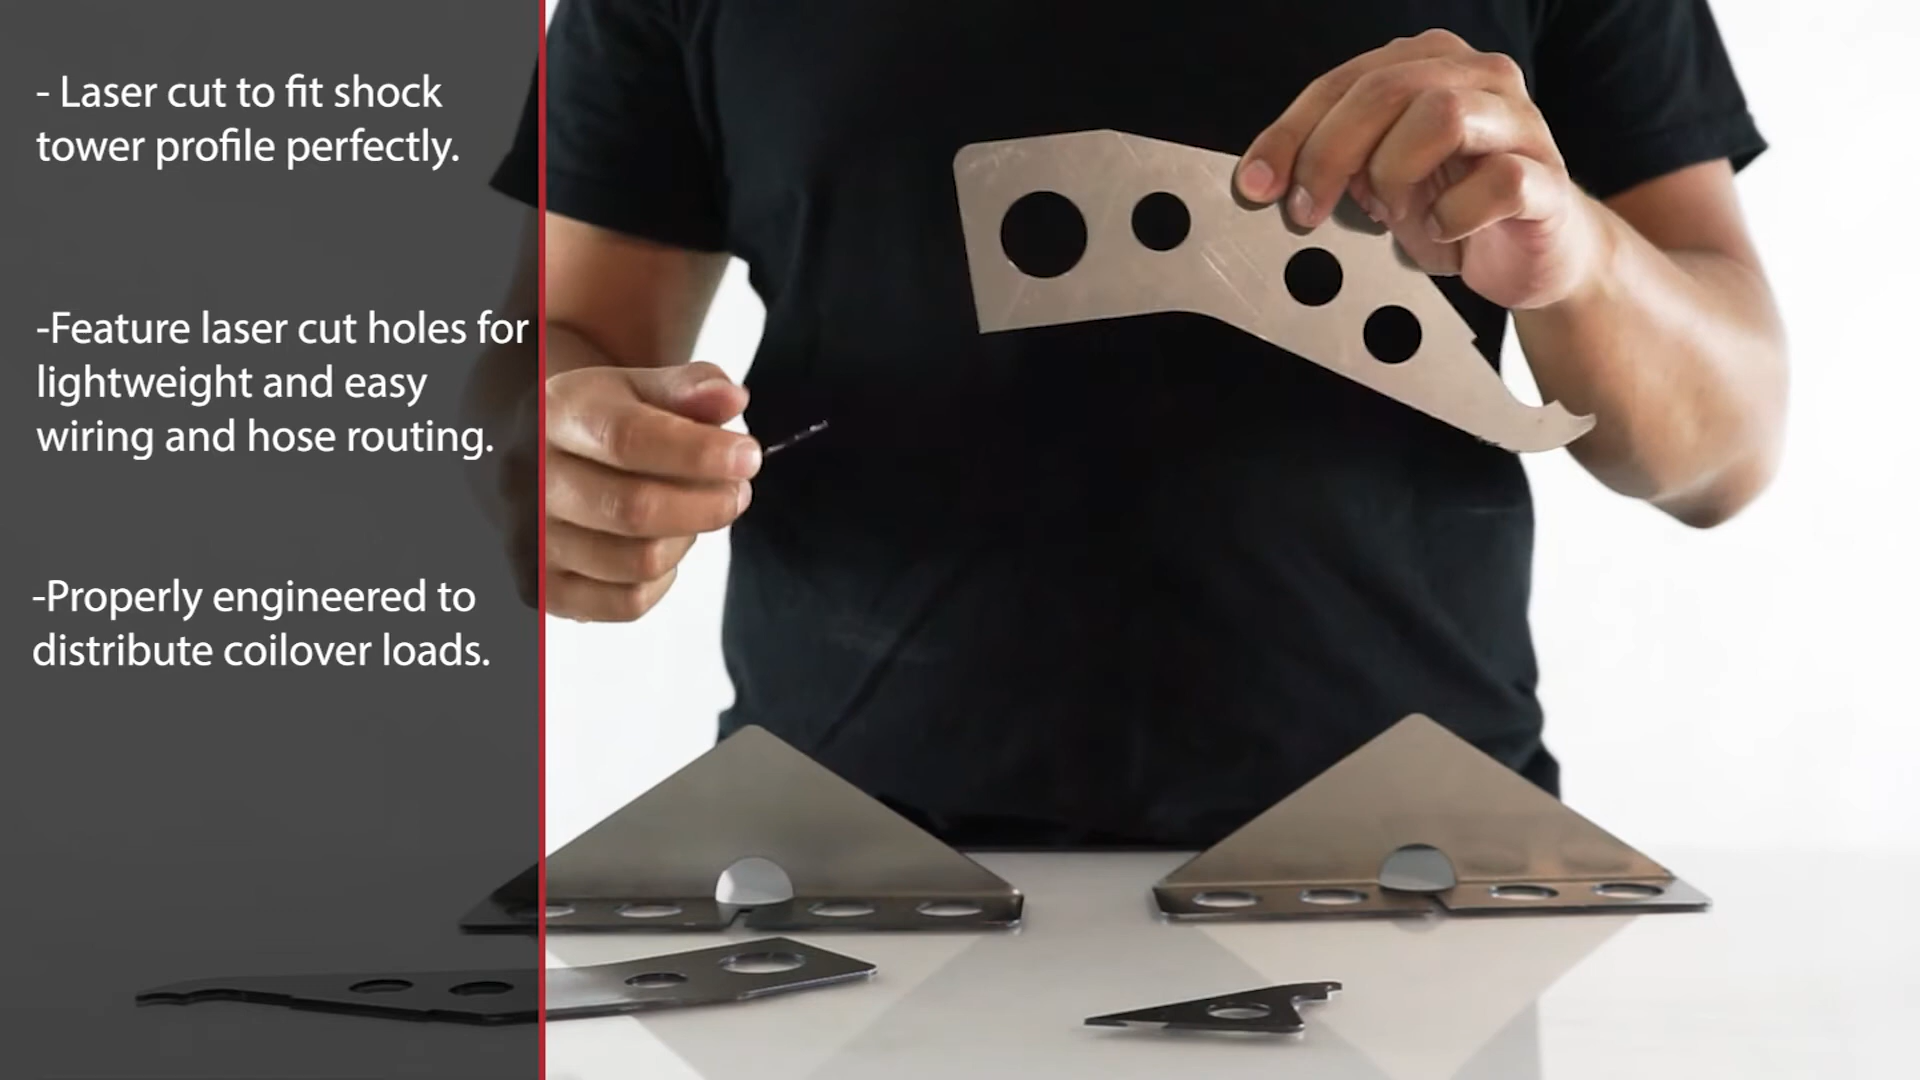 - Laser cut to fit shock
tower profile perfectly.
-Feature laser cut holes for
lightweight and easy
wiring and hose routing.
-Properly engineered to
distribute coilover loads.